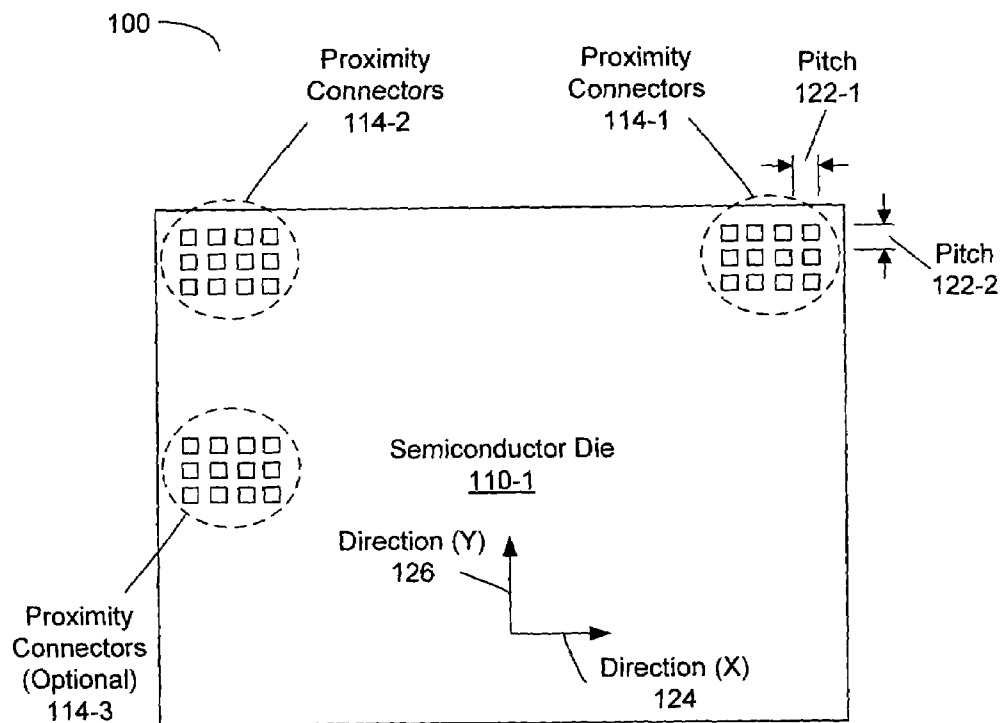 100
Proximity
Connectors
114-2
Proximity
Connectors
114-1
Pitch
122-1
Pitch
122-2
Semiconductor Die
110-1
Direction (Y)
126
Direction (X)
124
Proximity
Connectors
(Optional)
114-3